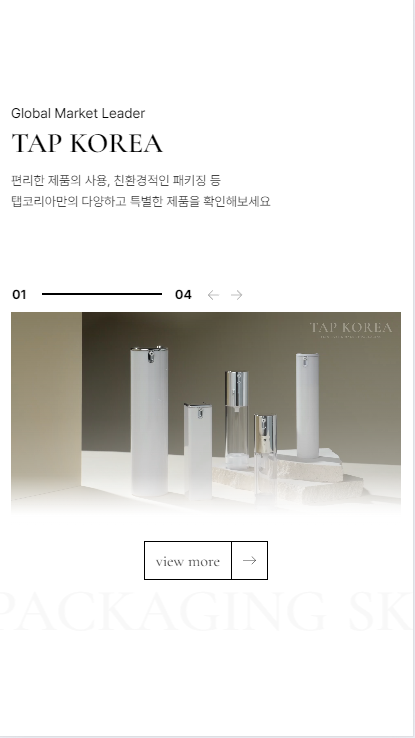 Global Market Leader
TAP KOREA
편리한 제품의 사용, 친환경적인 패키징 등
탭코리아만의 다양하고 특별한 제품을 확인해보세요
01 04
TAP KOREA
view more
PACKAGING SK